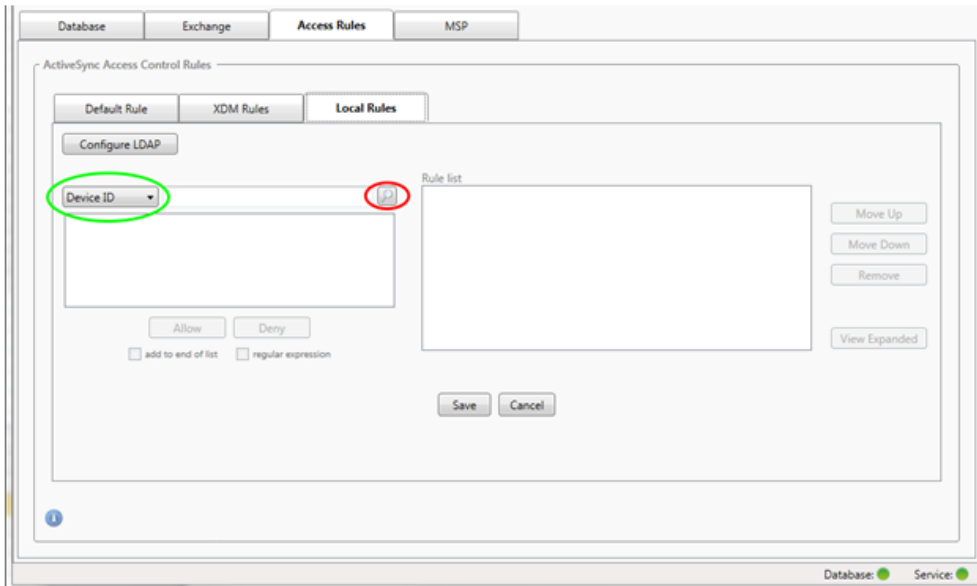 Database Exchange Access Rules MSP
ActiveSync Access Control Rules
Default Rule XDM Rules Local Rules
Configure LDAP
Rule list
Device ID
Move Up
Move Down
Remove
Allow Deny
View Expanded
add to end of list regular expression
Save Cancel
Database: Service: